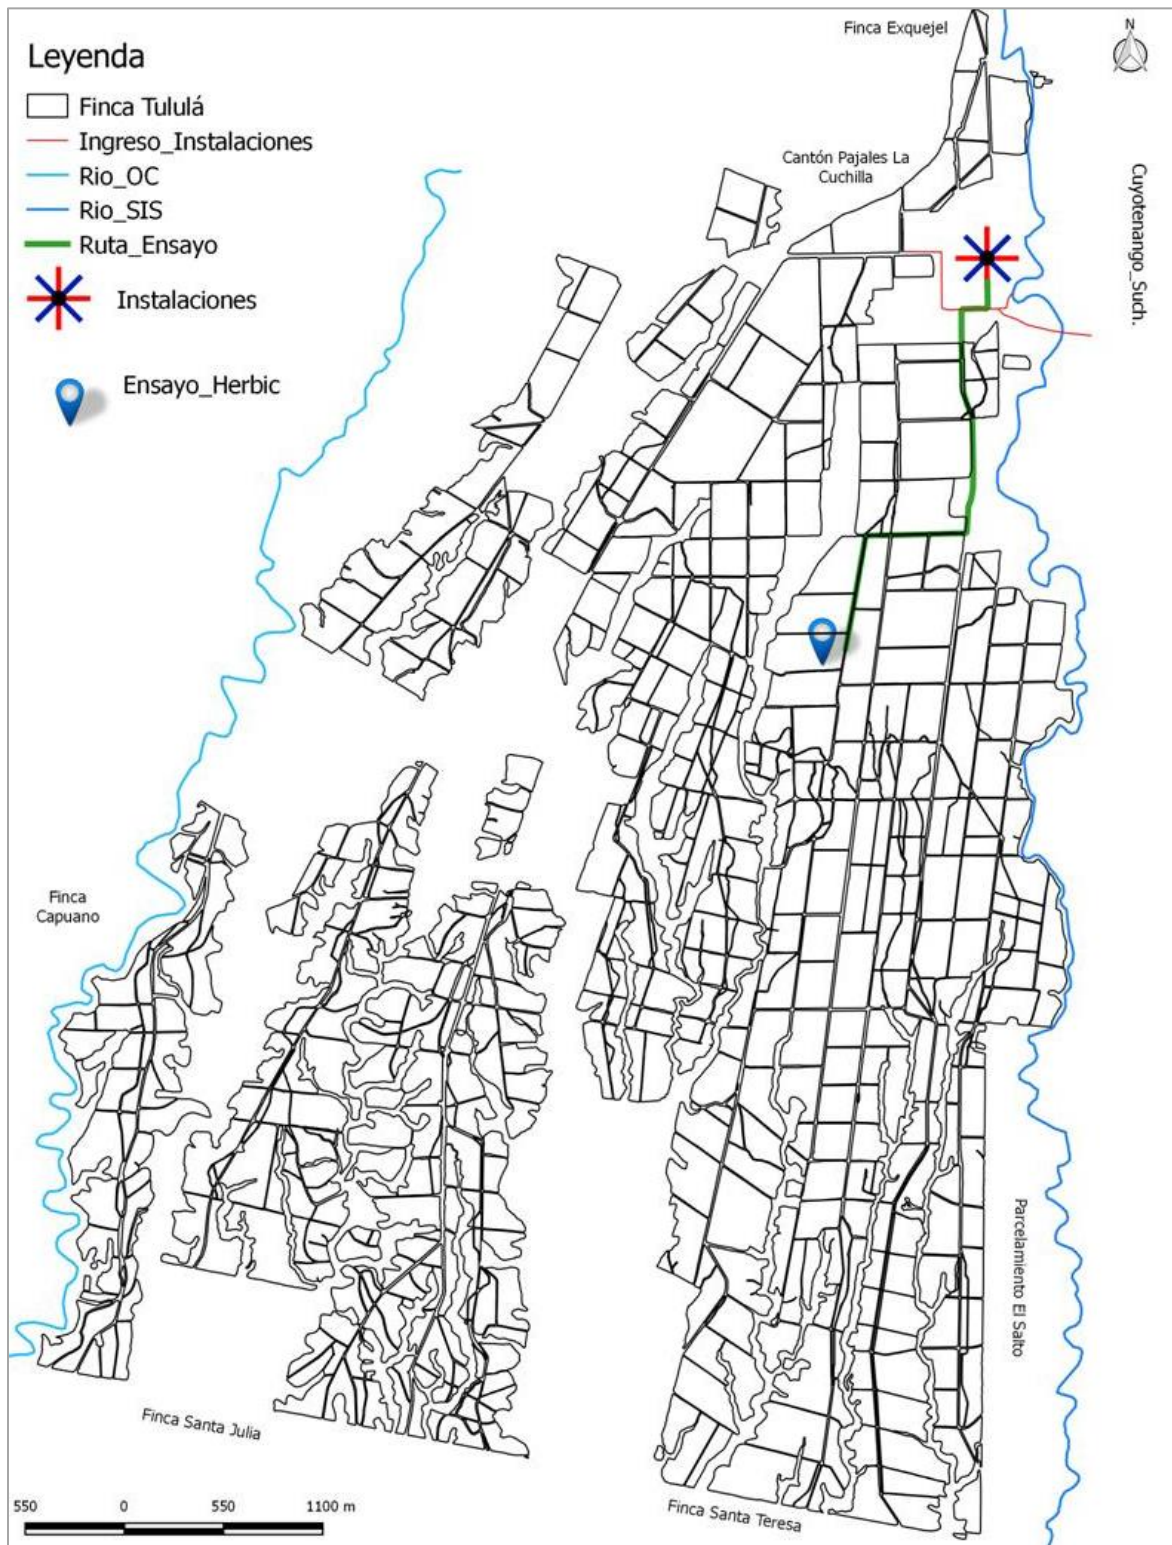 Leyenda
Finca Tululá
Ingreso_Instalaciones
Rio_OC
Rio_SIS
Ruta_Ensayo
Instalaciones
Ensayo_Herbic
Finca Exquejel
N
Cantón Pajales La
Cuchilla
Cuyotenango_Such.
Finca
Capuano
Parcelamiento El Salto
Finca Santa Julia
Finca Santa Teresa
550 0 550 1100 m